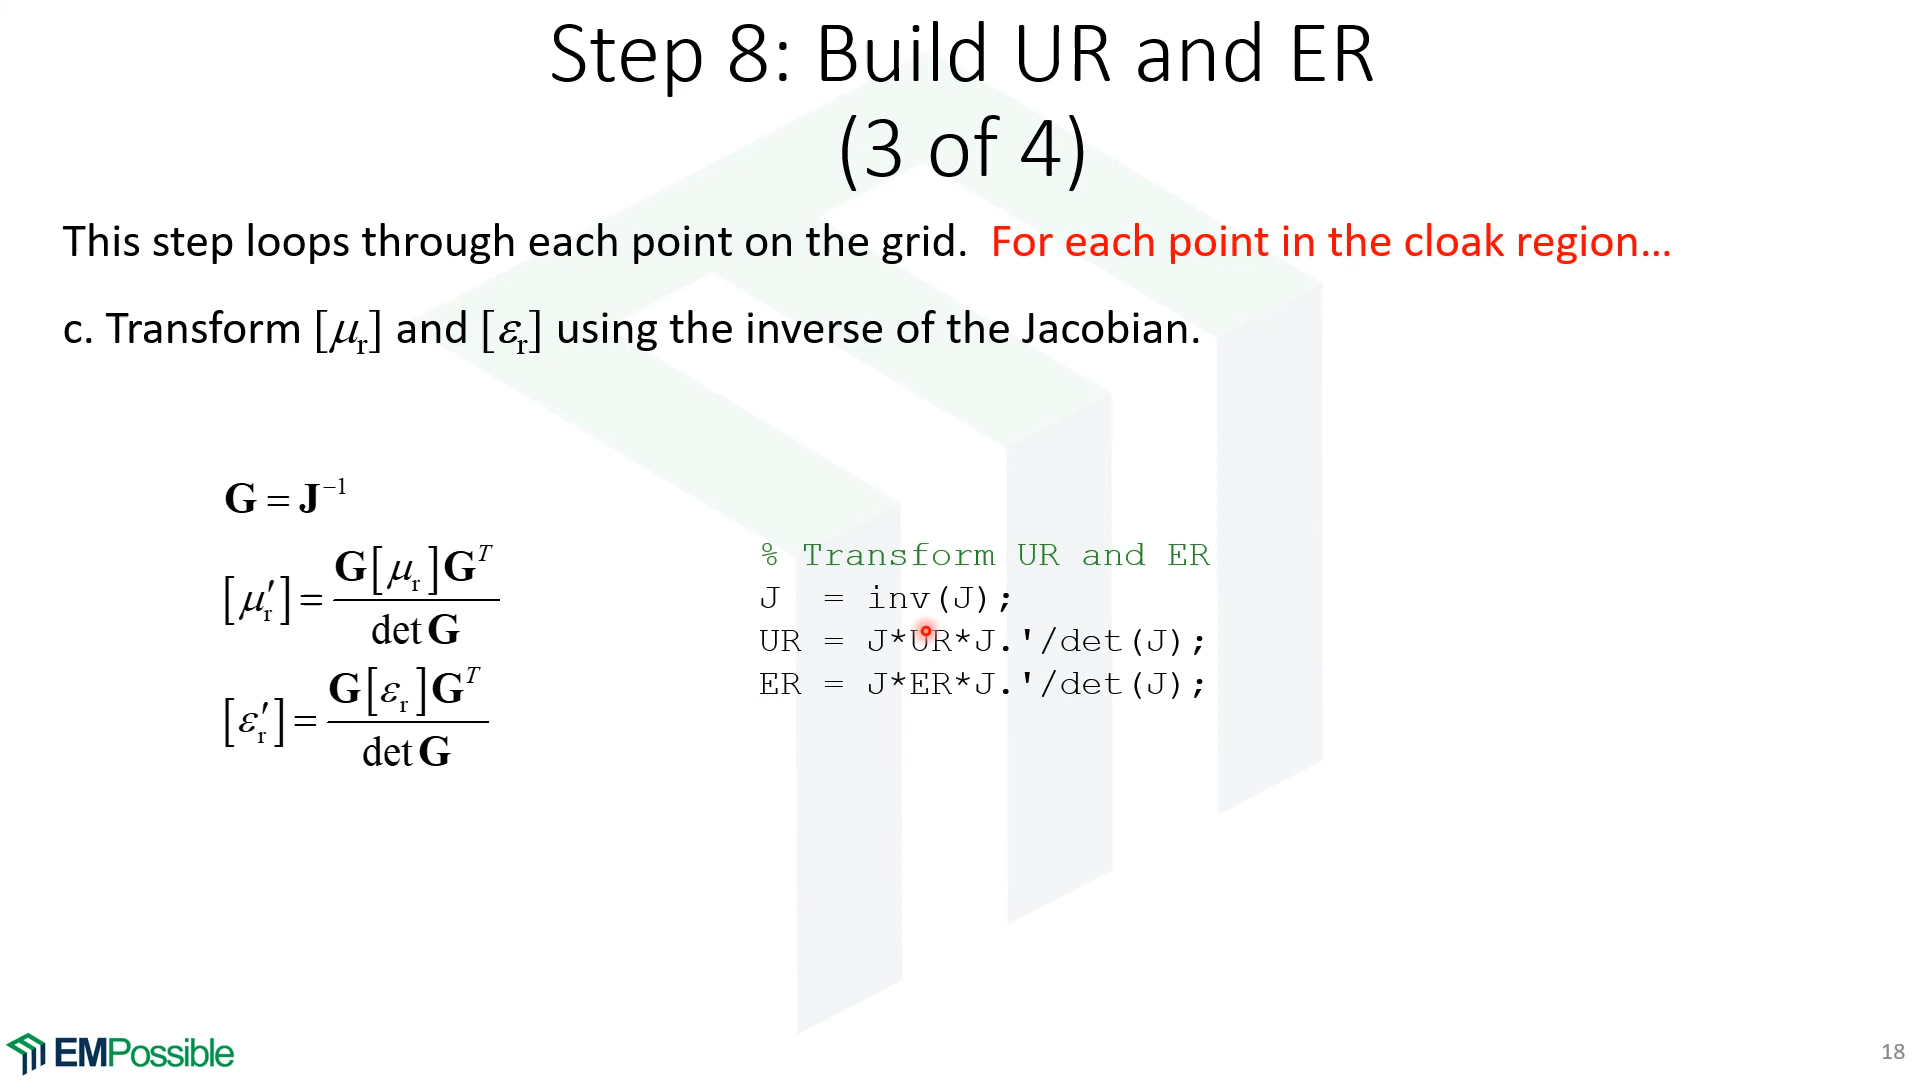 Step 8: Build UR and ER
(3 of 4)
This step loops through each point on the grid. For each point in the cloak region…
c. Transform [μr] and [εr] using the inverse of the Jacobian.
G = J⁻¹
[μ′r] = G[μr]Gᵀ / det G
[ε′r] = G[εr]Gᵀ / det G
% Transform UR and ER
J  = inv(J);
UR = J*UR*J.'/det(J);
ER = J*ER*J.'/det(J);
EMPossible
18